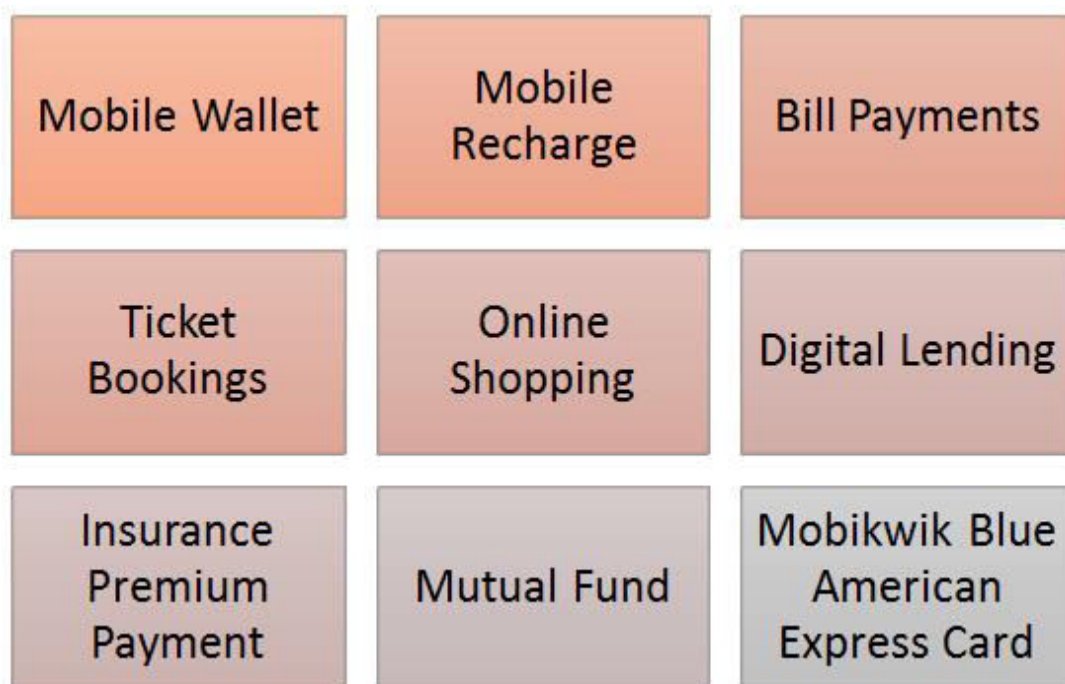 Mobile Wallet
Mobile
Recharge
Bill Payments
Ticket
Bookings
Online
Shopping
Digital Lending
Insurance
Premium
Payment
Mutual Fund
Mobikwik Blue
American
Express Card